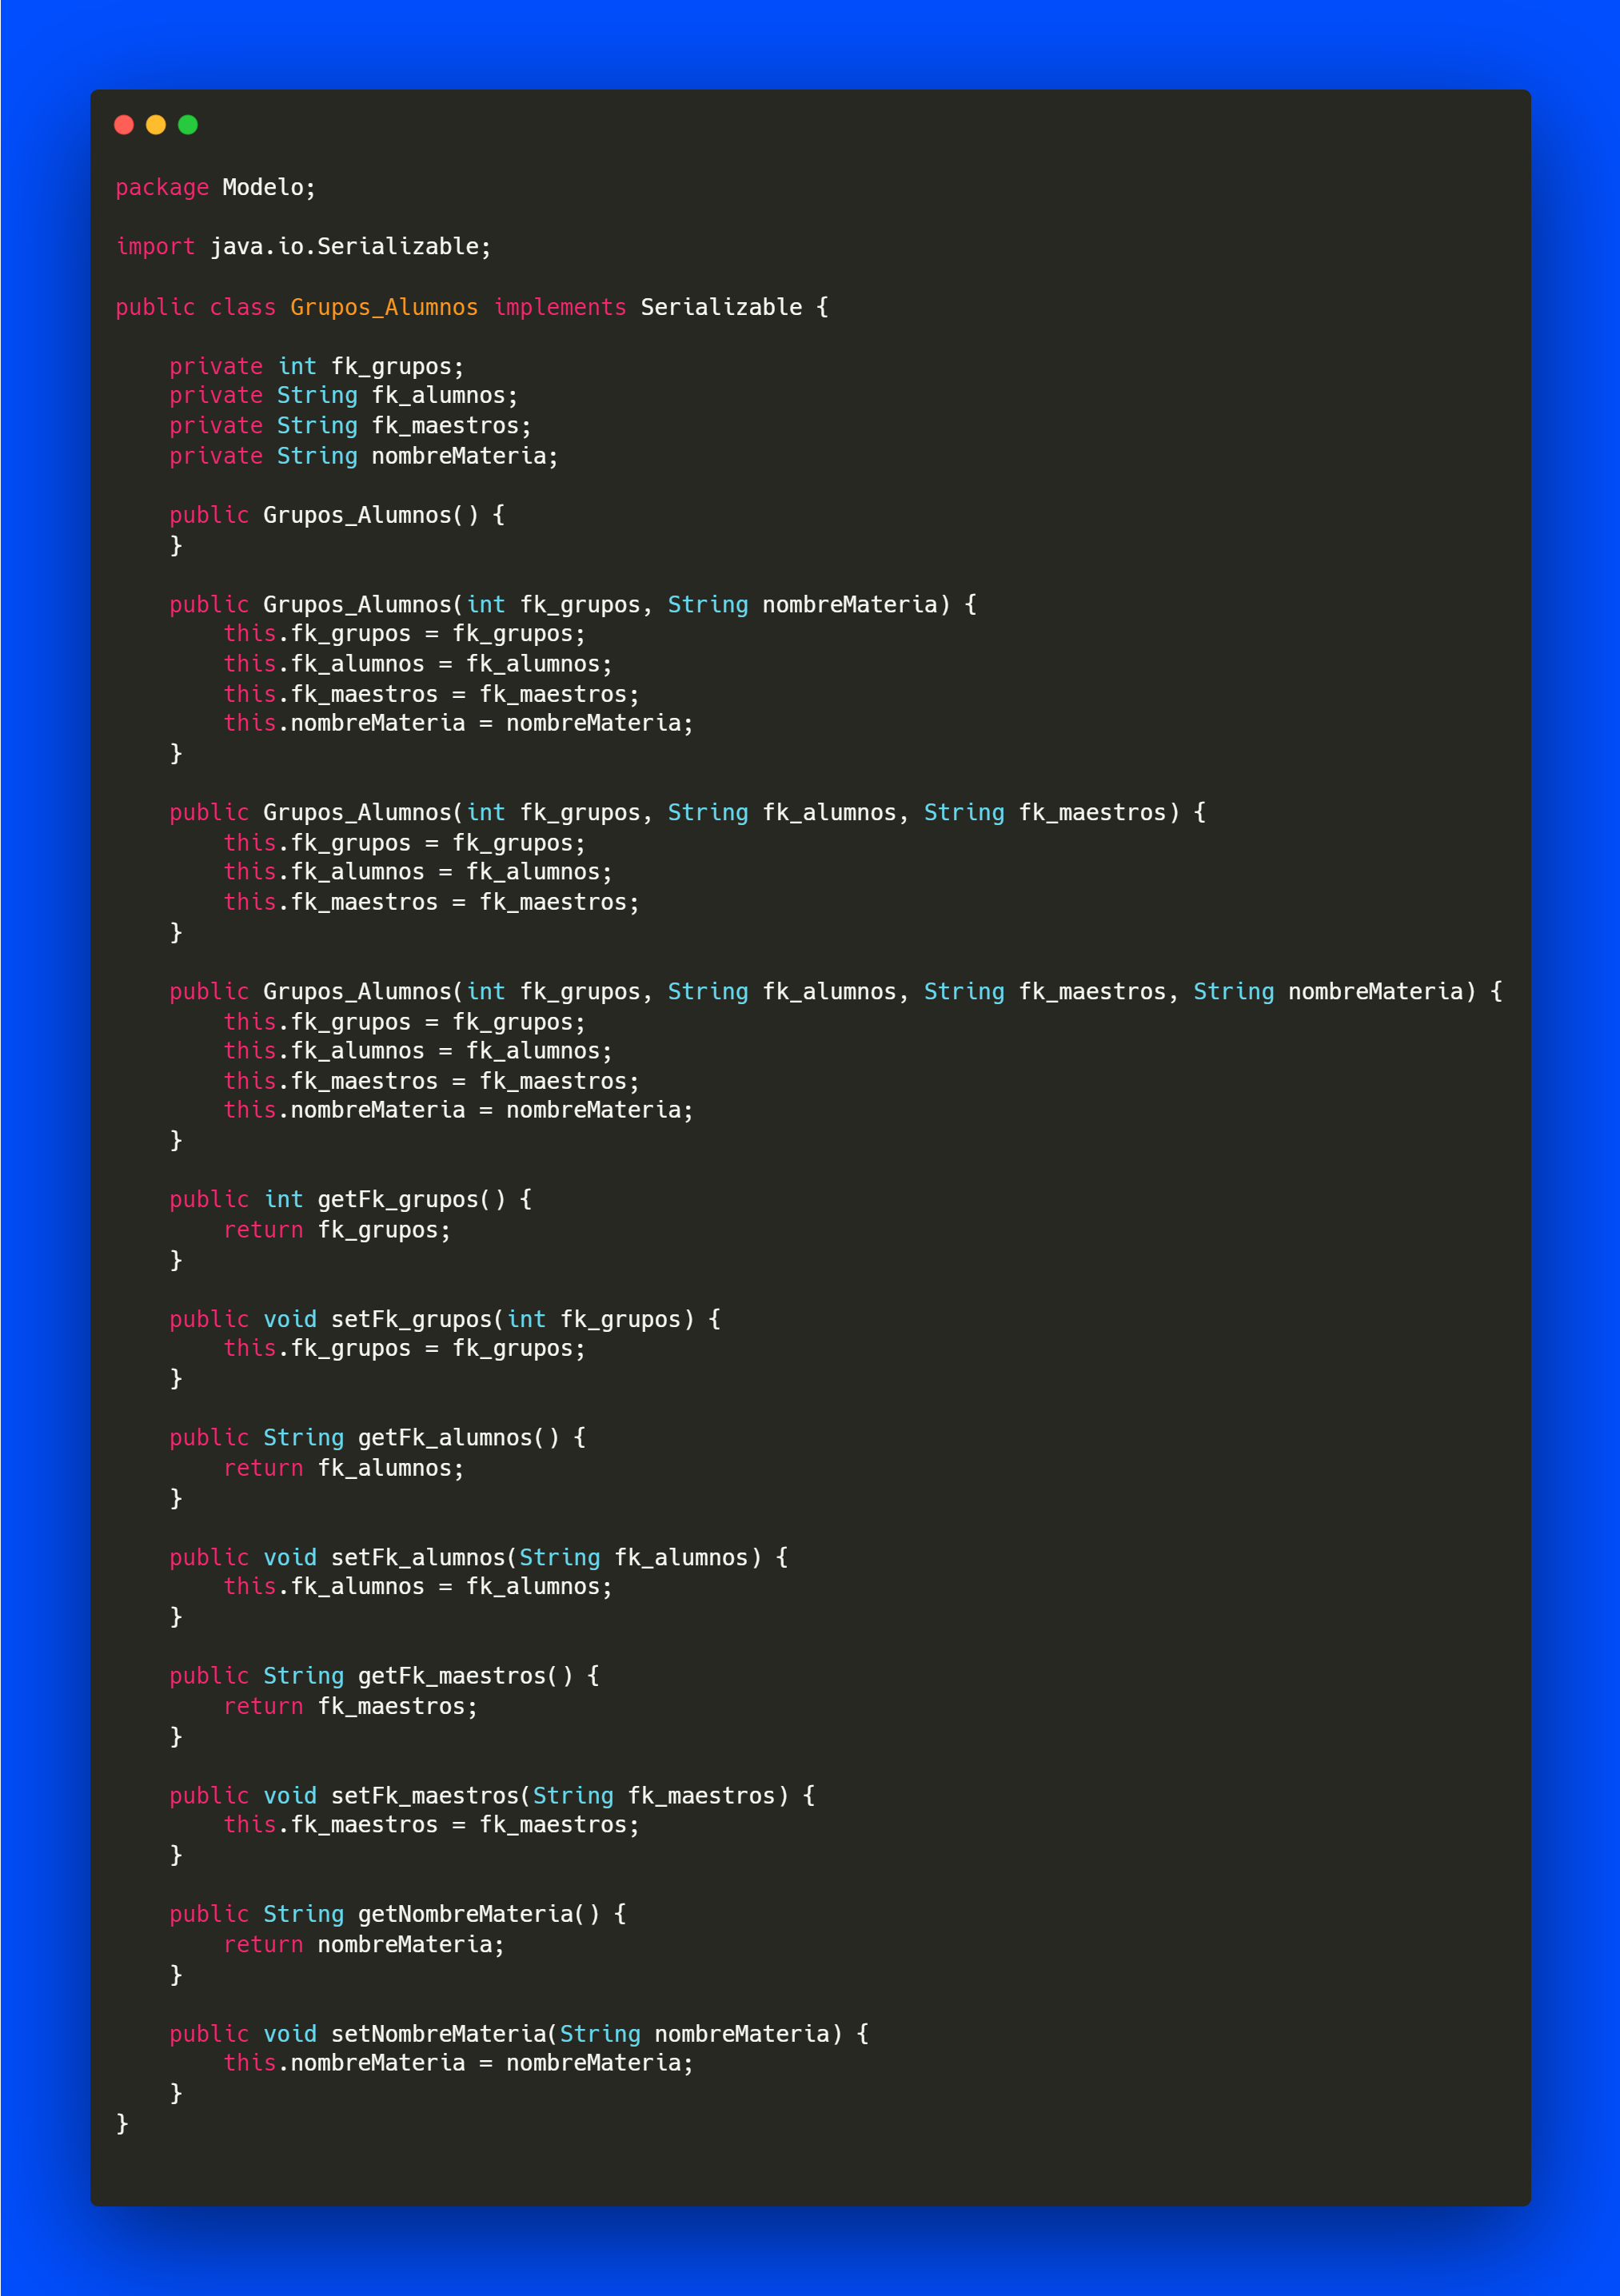 package Modelo;
import java.io.Serializable;
public class Grupos_Alumnos implements Serializable {
    private int fk_grupos;
    private String fk_alumnos;
    private String fk_maestros;
    private String nombreMateria;
    public Grupos_Alumnos() {
    }
    public Grupos_Alumnos(int fk_grupos, String nombreMateria) {
        this.fk_grupos = fk_grupos;
        this.fk_alumnos = fk_alumnos;
        this.fk_maestros = fk_maestros;
        this.nombreMateria = nombreMateria;
    }
    public Grupos_Alumnos(int fk_grupos, String fk_alumnos, String fk_maestros) {
        this.fk_grupos = fk_grupos;
        this.fk_alumnos = fk_alumnos;
        this.fk_maestros = fk_maestros;
    }
    public Grupos_Alumnos(int fk_grupos, String fk_alumnos, String fk_maestros, String nombreMateria) {
        this.fk_grupos = fk_grupos;
        this.fk_alumnos = fk_alumnos;
        this.fk_maestros = fk_maestros;
        this.nombreMateria = nombreMateria;
    }
    public int getFk_grupos() {
        return fk_grupos;
    }
    public void setFk_grupos(int fk_grupos) {
        this.fk_grupos = fk_grupos;
    }
    public String getFk_alumnos() {
        return fk_alumnos;
    }
    public void setFk_alumnos(String fk_alumnos) {
        this.fk_alumnos = fk_alumnos;
    }
    public String getFk_maestros() {
        return fk_maestros;
    }
    public void setFk_maestros(String fk_maestros) {
        this.fk_maestros = fk_maestros;
    }
    public String getNombreMateria() {
        return nombreMateria;
    }
    public void setNombreMateria(String nombreMateria) {
        this.nombreMateria = nombreMateria;
    }
}